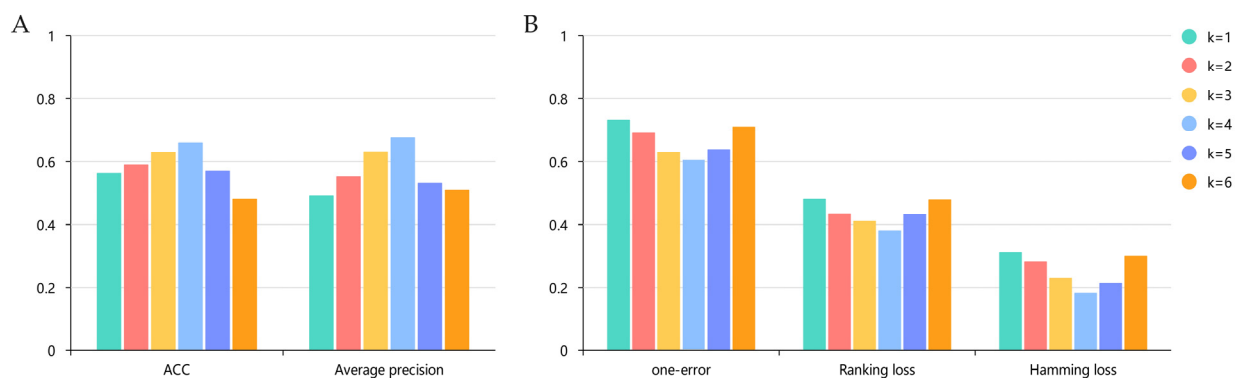 A
1
0.8
0.6
0.4
0.2
0
ACC
Average precision
B
1
0.8
0.6
0.4
0.2
0
one-error
Ranking loss
Hamming loss
k=1
k=2
k=3
k=4
k=5
k=6